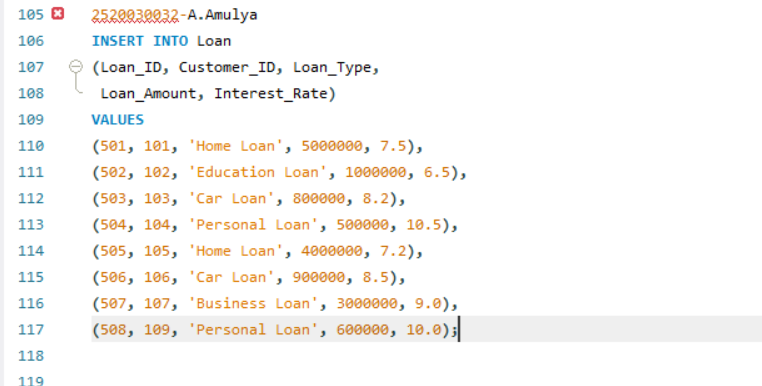 105 2520030032-A.Amulya
106 INSERT INTO Loan
107 (Loan_ID, Customer_ID, Loan_Type,
108 Loan_Amount, Interest_Rate)
109 VALUES
110 (501, 101, 'Home Loan', 5000000, 7.5),
111 (502, 102, 'Education Loan', 1000000, 6.5),
112 (503, 103, 'Car Loan', 800000, 8.2),
113 (504, 104, 'Personal Loan', 500000, 10.5),
114 (505, 105, 'Home Loan', 4000000, 7.2),
115 (506, 106, 'Car Loan', 900000, 8.5),
116 (507, 107, 'Business Loan', 3000000, 9.0),
117 (508, 109, 'Personal Loan', 600000, 10.0);
118
119